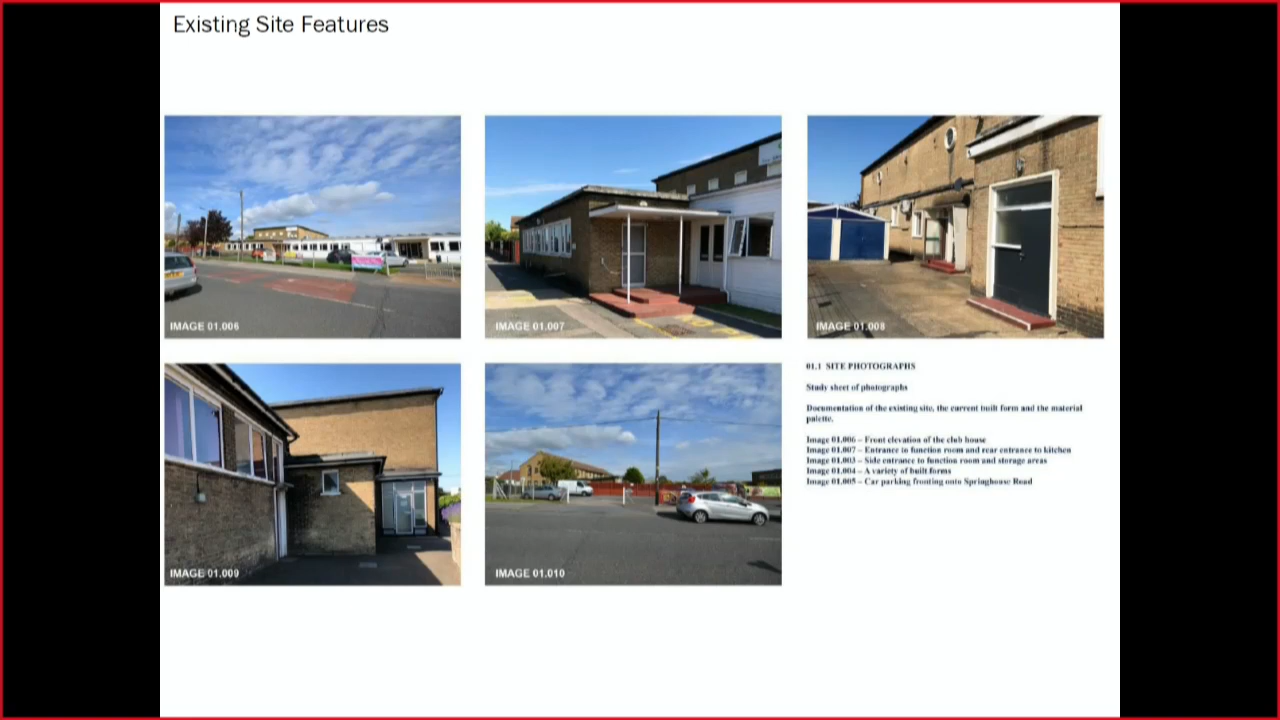 Existing Site Features
IMAGE 01.006
IMAGE 01.007
IMAGE 01.008
IMAGE 01.009
IMAGE 01.010
01.1 SITE PHOTOGRAPHS
Study sheet of photographs
Documentation of the existing site, the current built form and the material
palette.
Image 01.006 – Front elevation of the club house
Image 01.007 – Entrance to function room and rear entrance to kitchen
Image 01.003 – Side entrance to function room and storage areas
Image 01.004 – A variety of built forms
Image 01.005 – Car parking fronting onto Springhouse Road